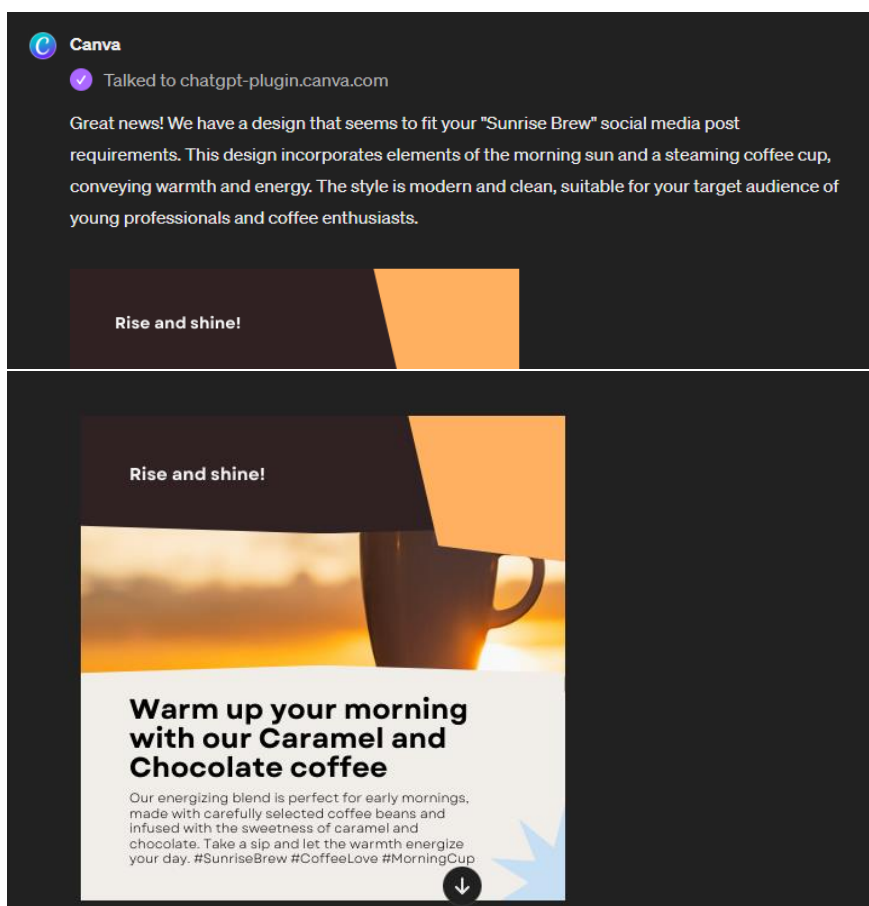 Canva
Talked to chatgpt-plugin.canva.com
Great news! We have a design that seems to fit your "Sunrise Brew" social media post
requirements. This design incorporates elements of the morning sun and a steaming coffee cup,
conveying warmth and energy. The style is modern and clean, suitable for your target audience of
young professionals and coffee enthusiasts.
Rise and shine!
Rise and shine!
Warm up your morning
with our Caramel and
Chocolate coffee
Our energizing blend is perfect for early mornings,
made with carefully selected coffee beans and
infused with the sweetness of caramel and
chocolate. Take a sip and let the warmth energize
your day. #SunriseBrew #CoffeeLove #MorningCup